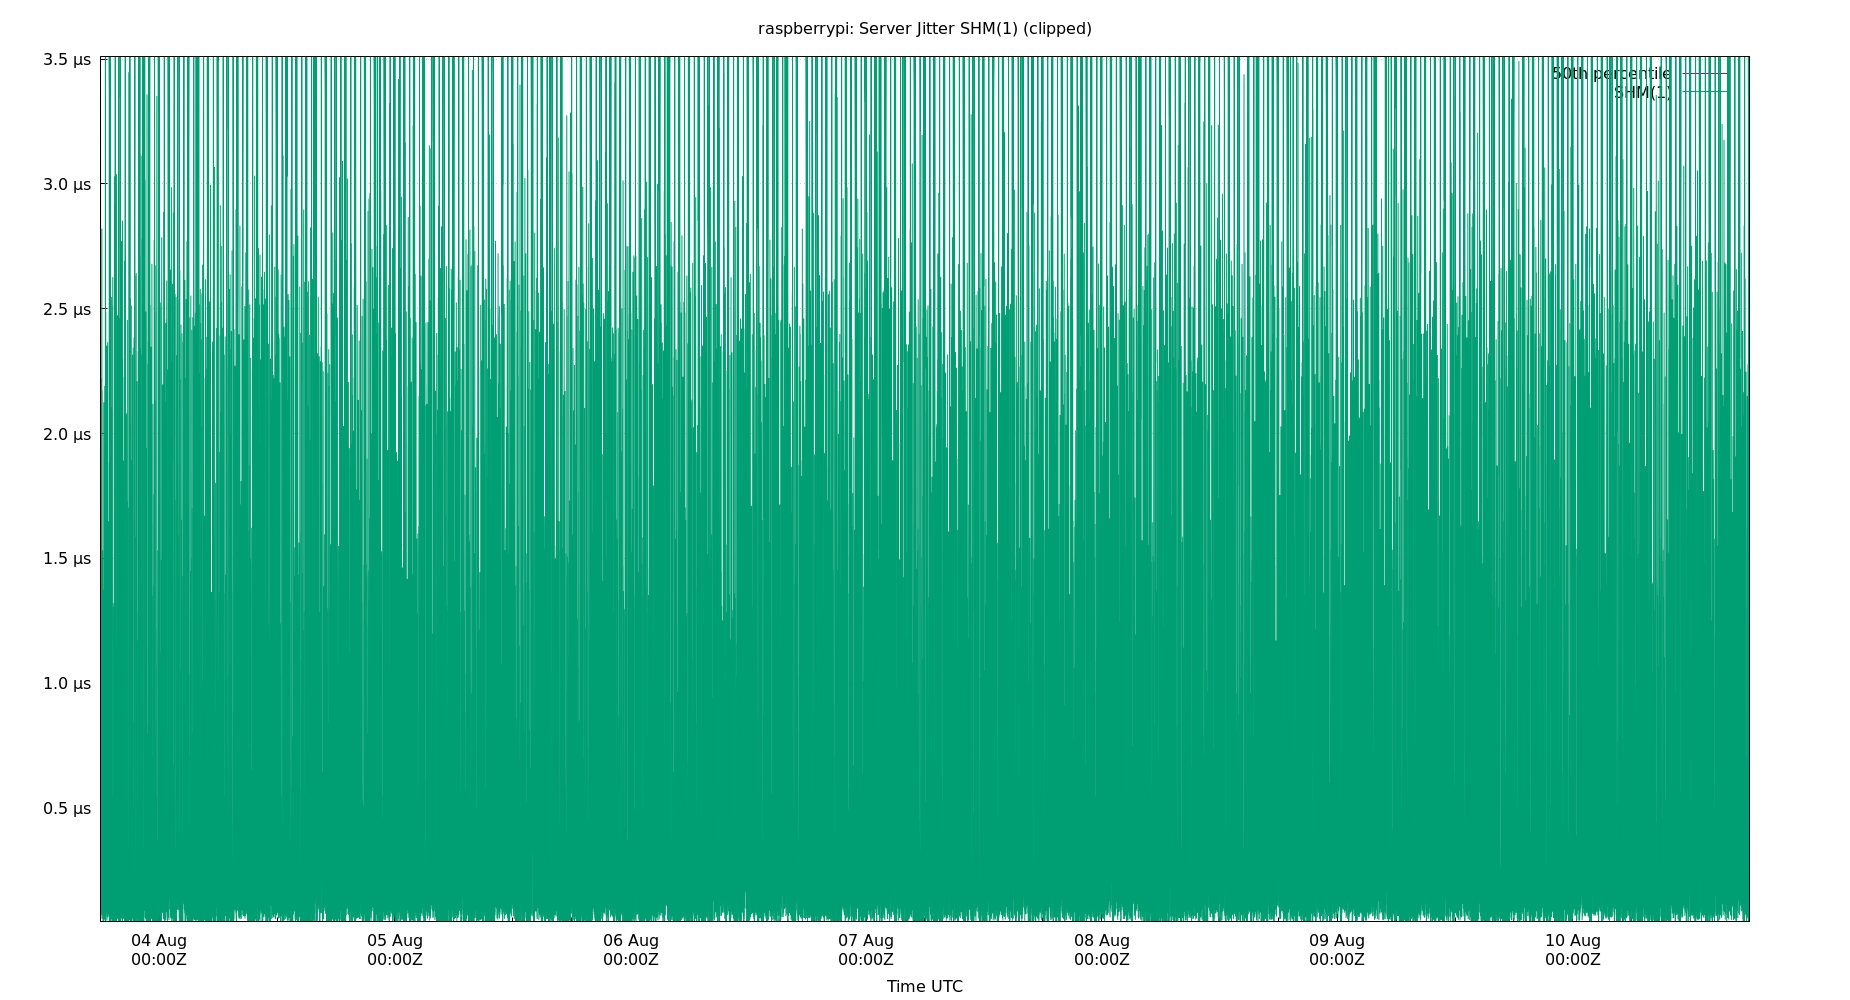 raspberrypi: Server Jitter SHM(1) (clipped)
3.5 µs
50th percentile
SHM(1)
3.0 µs
2.5 µs
2.0 µs
1.5 µs
1.0 µs
0.5 µs
04 Aug 05 Aug 06 Aug 07 Aug 08 Aug 09 Aug 10 Aug
00:00Z 00:00Z 00:00Z 00:00Z 00:00Z 00:00Z 00:00Z
Time UTC